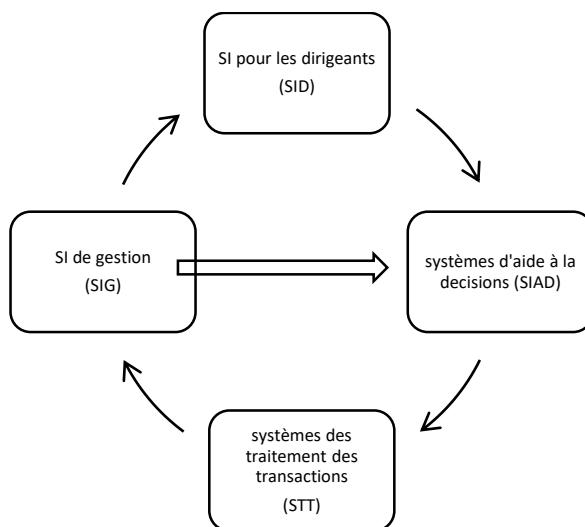 SI pour les dirigeants
(SID)
SI de gestion
(SIG)
systèmes d'aide à la
decisions (SIAD)
systèmes des
traitement des
transactions
(STT)